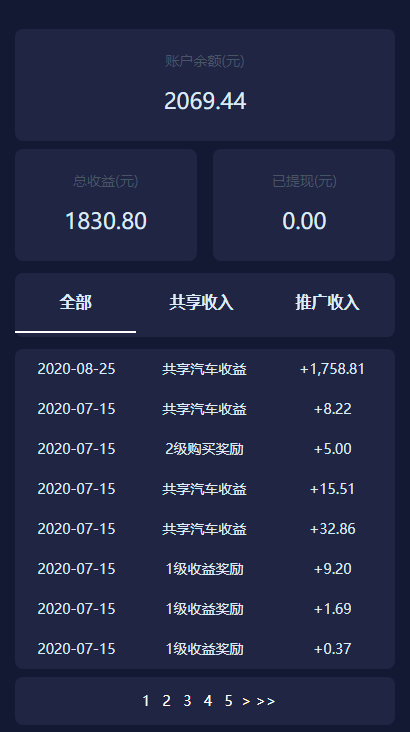 账户余额(元)
2069.44
总收益(元) 已提现(元)
1830.80 0.00
全部 共享收入 推广收入
2020-08-25 共享汽车收益 +1,758.81
2020-07-15 共享汽车收益 +8.22
2020-07-15 2级购买奖励 +5.00
2020-07-15 共享汽车收益 +15.51
2020-07-15 共享汽车收益 +32.86
2020-07-15 1级收益奖励 +9.20
2020-07-15 1级收益奖励 +1.69
2020-07-15 1级收益奖励 +0.37
1 2 3 4 5 > >>